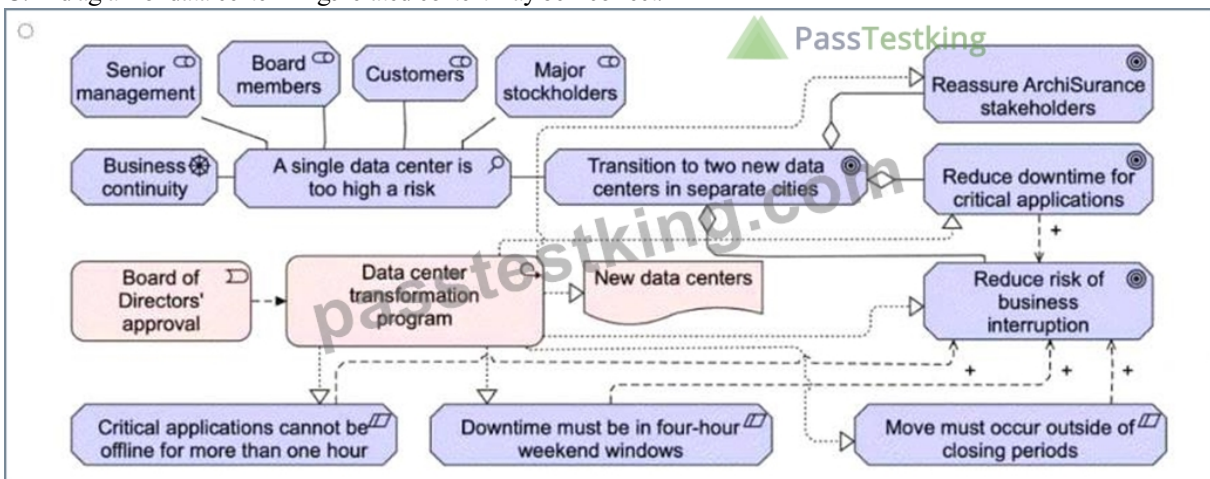 PassTestking
Senior
management
Board
members
Customers
Major
stockholders
Reassure ArchiSurance
stakeholders
Business
continuity
A single data center is
too high a risk
Transition to two new data
centers in separate cities
Reduce downtime for
critical applications
+
Board of
Directors'
approval
Data center
transformation
program
New data centers
Reduce risk of
business
interruption
passtestking.com
+
+
+
Critical applications cannot be
offline for more than one hour
Downtime must be in four-hour
weekend windows
Move must occur outside of
closing periods